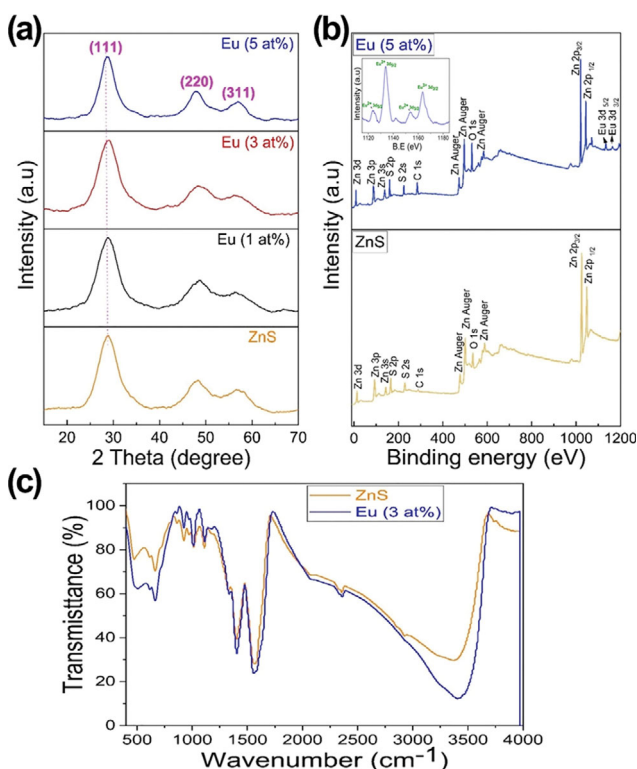 (a)
(111)
Eu (5 at%)
(220)
(311)
Eu (3 at%)
Eu (1 at%)
ZnS
Intensity (a.u)
15 20 30 40 50 60 70
2 Theta (degree)
(b)
Eu (5 at%)
Intensity (a.u)
1120 1140 1160 1180
B.E (eV)
Zn 3d
Zn 3p
Zn 3s
S 2p
S 2s
C 1s
Zn Auger
Zn Auger
O 1s
Zn Auger
Zn 2p3/2
Zn 2p 1/2
Eu 3d 5/2
Eu 3d 3/2
ZnS
Zn 3d
Zn 3p
Zn 3s
S 2p
S 2s
C 1s
Zn Auger
Zn Auger
O 1s
Zn Auger
Zn 2p3/2
Zn 2p 1/2
Intensity (a.u)
0 200 400 600 800 1000 1200
Binding energy (eV)
(c)
ZnS
Eu (3 at%)
100
80
60
40
20
0
Transmisttance (%)
500 1000 1500 2000 2500 3000 3500 4000
Wavenumber (cm-1)